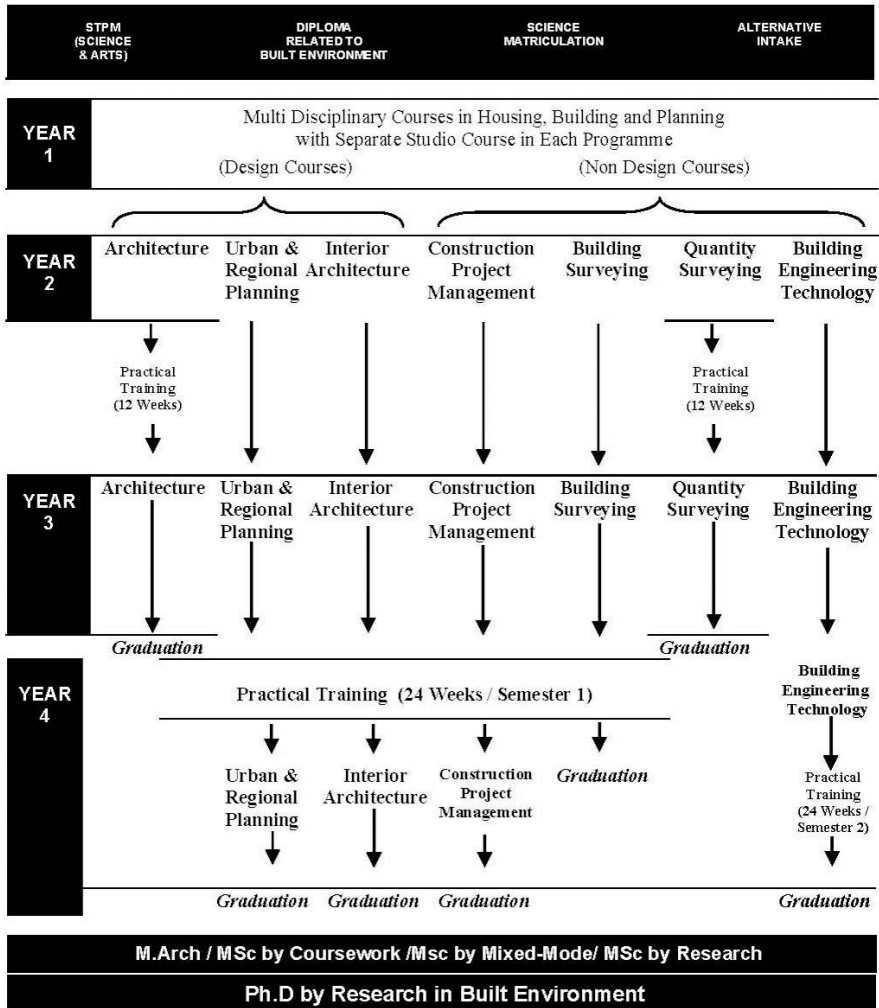 STPM
(SCIENCE
& ARTS)
DIPLOMA
RELATED TO
BUILT ENVIRONMENT
SCIENCE
MATRICULATION
ALTERNATIVE
INTAKE
YEAR
1
Multi Disciplinary Courses in Housing, Building and Planning
with Separate Studio Course in Each Programme
(Design Courses)
(Non Design Courses)
YEAR
2
Architecture
Urban &
Regional
Planning
Interior
Architecture
Construction
Project
Management
Building
Surveying
Quantity
Surveying
Building
Engineering
Technology
Practical
Training
(12 Weeks)
Practical
Training
(12 Weeks)
YEAR
3
Architecture
Urban &
Regional
Planning
Interior
Architecture
Construction
Project
Management
Building
Surveying
Quantity
Surveying
Building
Engineering
Technology
Graduation
Graduation
YEAR
4
Practical Training (24 Weeks / Semester 1)
Building
Engineering
Technology
Urban &
Regional
Planning
Interior
Architecture
Construction
Project
Management
Graduation
Practical
Training
(24 Weeks /
Semester 2)
Graduation
Graduation
Graduation
Graduation
M.Arch / MSc by Coursework /Msc by Mixed-Mode/ MSc by Research
Ph.D by Research in Built Environment